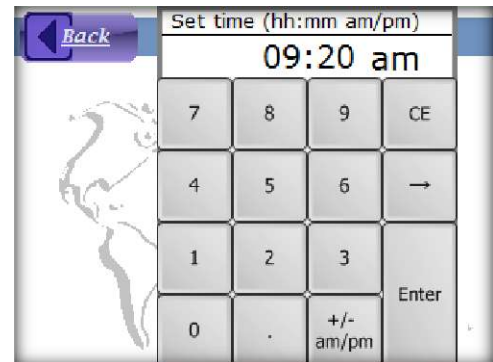 Back
Set time (hh:mm am/pm)
09:20 am
7 8 9 CE
4 5 6 →
1 2 3
Enter
0 . +/-
am/pm